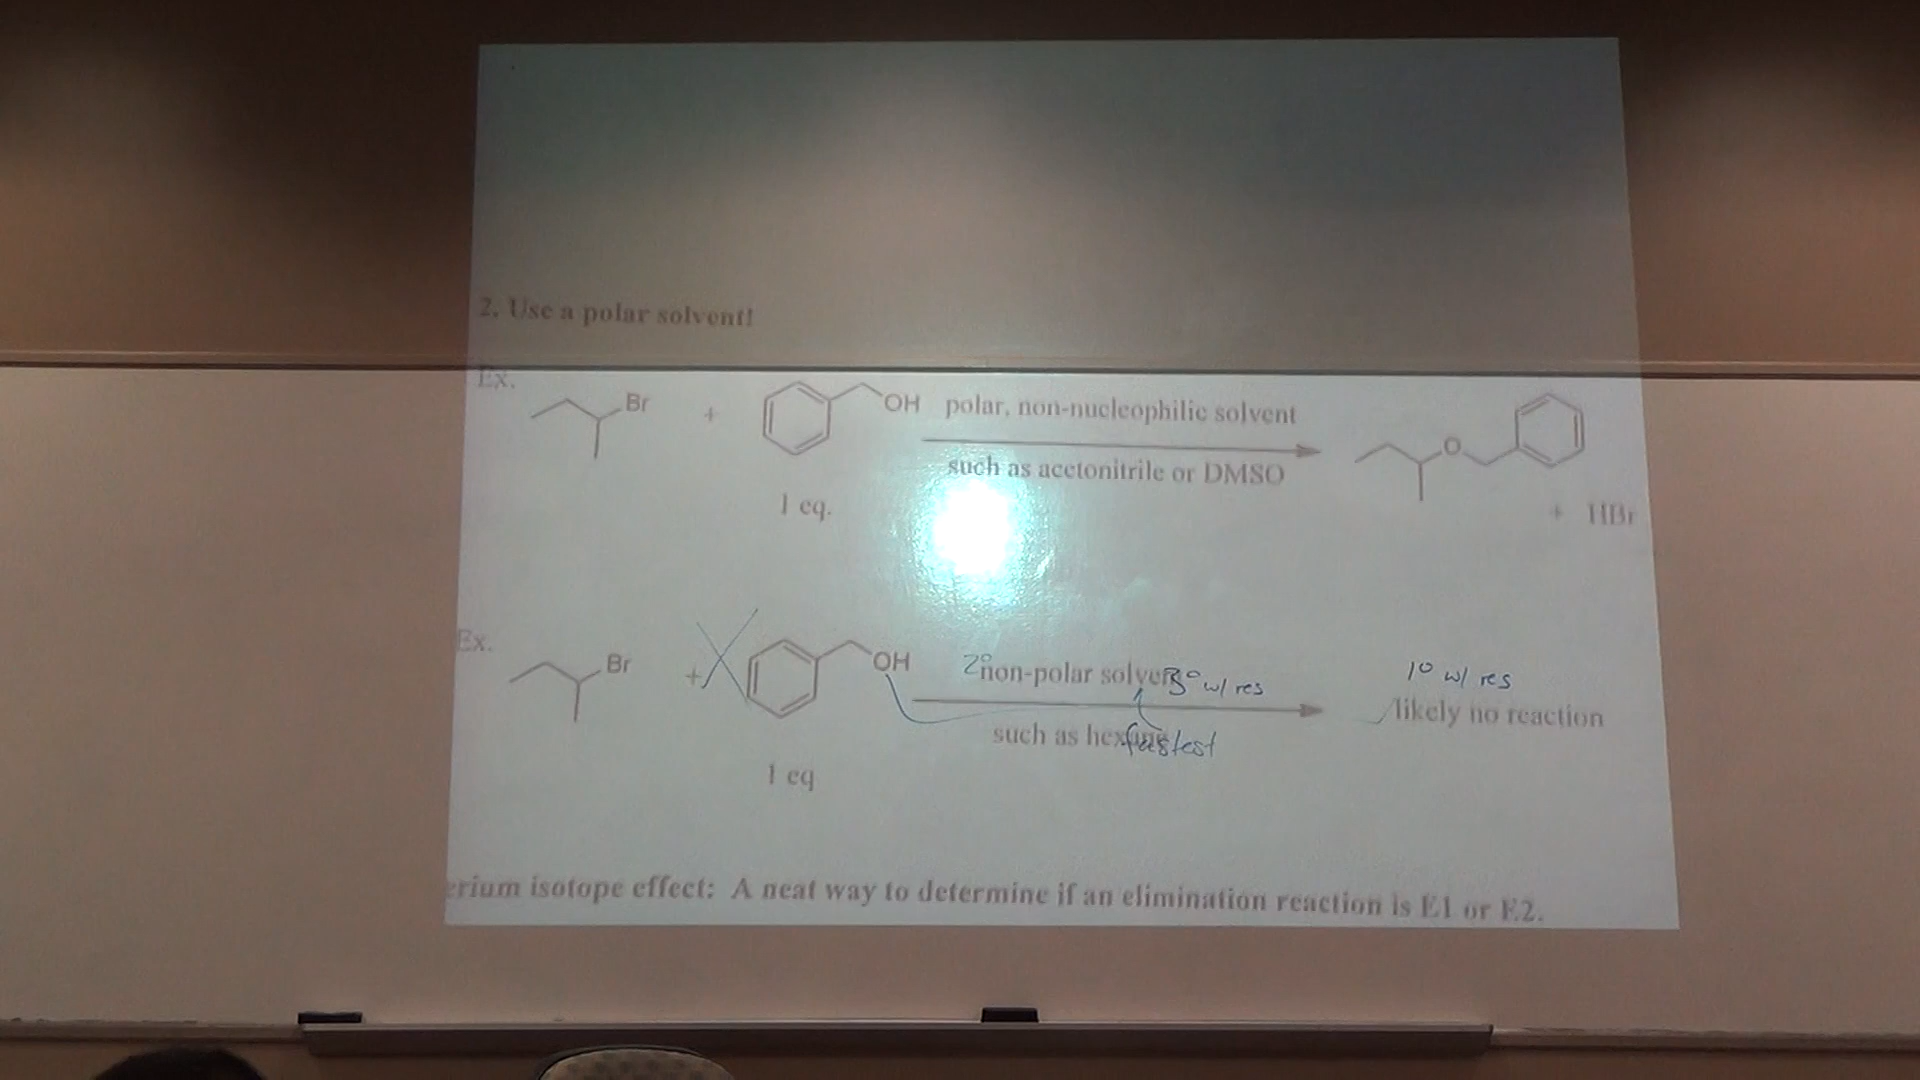 2. Use a polar solvent!
Ex.
Br + OH polar, non-nucleophilic solvent O
such as acetonitrile or DMSO
1 eq. + HBr
Ex.
Br + OH 2° non-polar 3° w/ res 1° w/ res
likely no reaction
such as fastest
1 eq
erium isotope effect: A neat way to determine if an elimination reaction is E1 or E2.